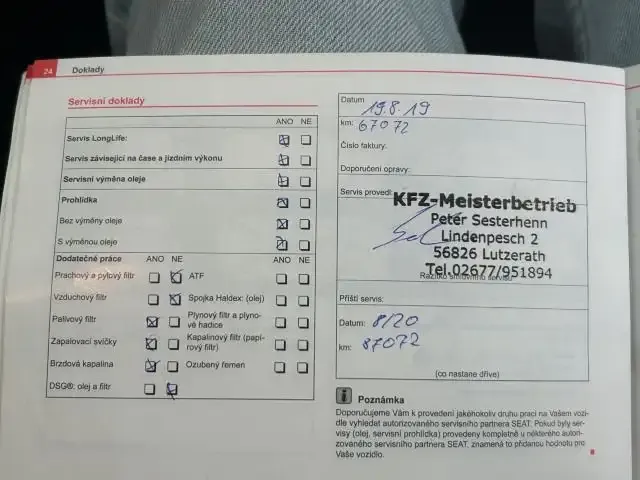 24 Doklady
Servisní doklady
ANO NE
Servis LongLife:
Servis závisející na čase a jízdním výkonu
Servisní výměna oleje
Prohlídka
Bez výměny oleje
S výměnou oleje
Dodatečné práce ANO NE ANO NE
Prachový a pylový filtr ATF
Vzduchový filtr Spojka Haldex: (olej)
Palivový filtr Plynový filtr a plyno-
vé hadice
Zapalovací svíčky Kapalinový filtr (papí-
rový filtr)
Brzdová kapalina Ozubený řemen
DSG®: olej a filtr
Datum 19.8.19
km: 67072
Číslo faktury:
Doporučení opravy:
Servis provedl:
KFZ-Meisterbetrieb
Peter Sesterhenn
Lindenpesch 2
56826 Lutzerath
Tel.02677/951894
Příští servis:
Datum: 8/20
km: 87072
(co nastane dříve)
Poznámka
Doporučujeme Vám k provedení jakéhokoliv druhu prací na Vašem vozi-
dle vyhledat autorizovaného servisního partnera SEAT. Pokud byly ser-
visy (olej, servisní prohlídka) provedeny kompletně u některého autori-
zovaného servisního partnera SEAT, znamená to přidanou hodnotu pro
Vaše vozidlo.